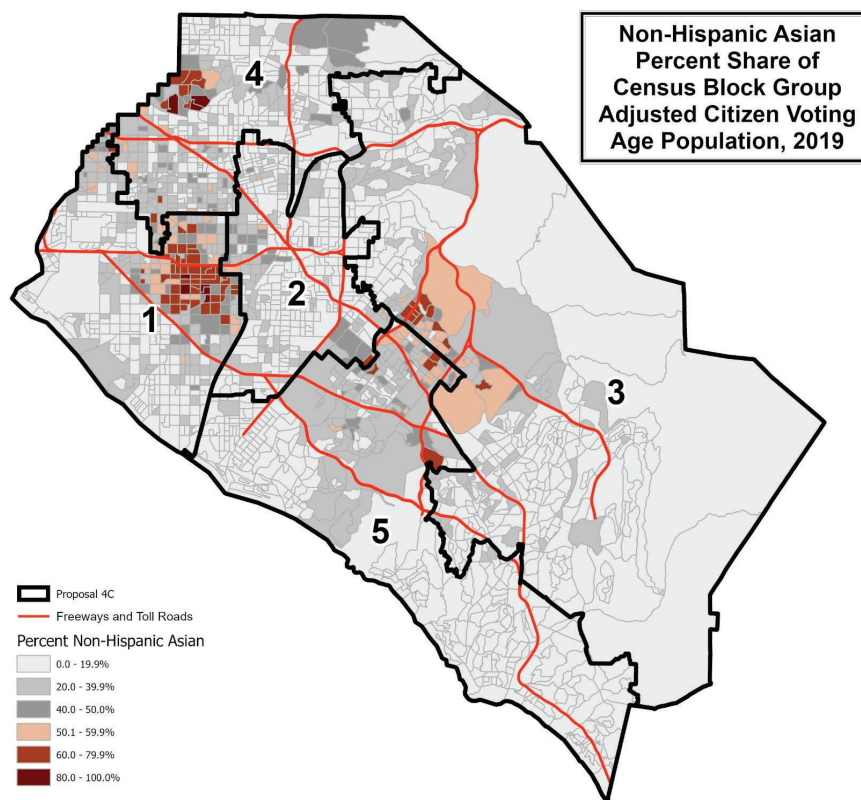 Non-Hispanic Asian
Percent Share of
Census Block Group
Adjusted Citizen Voting
Age Population, 2019
4
2
1
3
5
Proposal 4C
Freeways and Toll Roads
Percent Non-Hispanic Asian
0.0 - 19.9%
20.0 - 39.9%
40.0 - 50.0%
50.1 - 59.9%
60.0 - 79.9%
80.0 - 100.0%